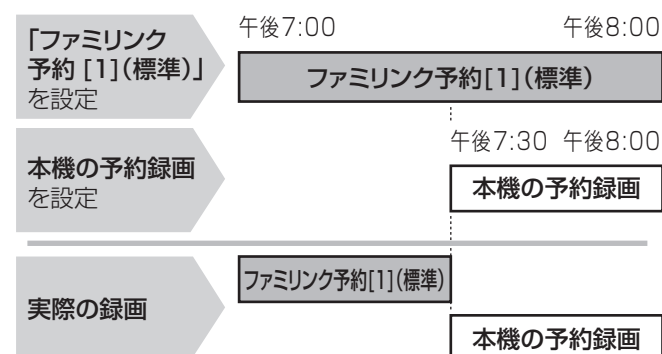 「ファミリンク
予約 [1](標準)」
を設定
午後7:00
午後8:00
ファミリンク予約[1](標準)
本機の予約録画
を設定
午後7:30
午後8:00
本機の予約録画
実際の録画
ファミリンク予約[1](標準)
本機の予約録画